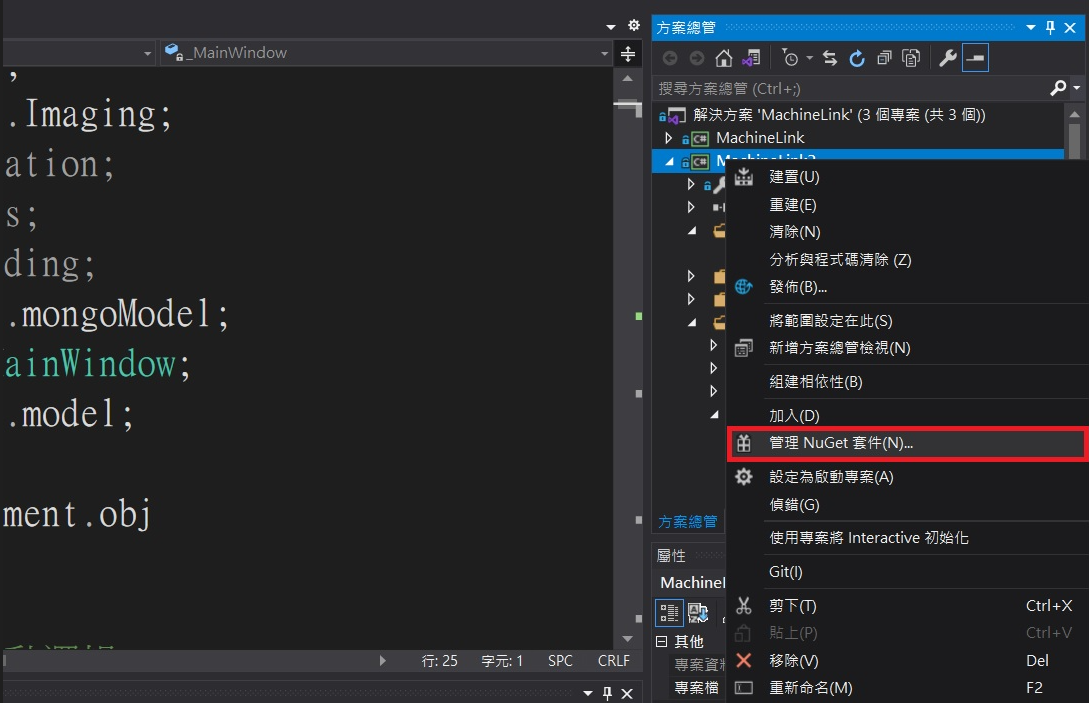 _MainWindow
;
.Imaging;
ation;
s;
ding;
.mongoModel;
ainWindow;
.model;
ment.obj
行: 25 字元: 1 SPC CRLF
方案總管
搜尋方案總管 (Ctrl+;)
解決方案 'MachineLink' (3 個專案 (共 3 個))
C# MachineLink
C#
方案總管
屬性
Machine
其他
專案資料
專案檔
建置(U)
重建(E)
清除(N)
分析與程式碼清除 (Z)
發佈(B)...
將範圍設定在此(S)
新增方案總管檢視(N)
組建相依性(B)
加入(D)
管理 NuGet 套件(N)...
設定為啟動專案(A)
偵錯(G)
使用專案將 Interactive 初始化
Git(I)
剪下(T) Ctrl+X
貼上(P) Ctrl+V
移除(V) Del
重新命名(M) F2